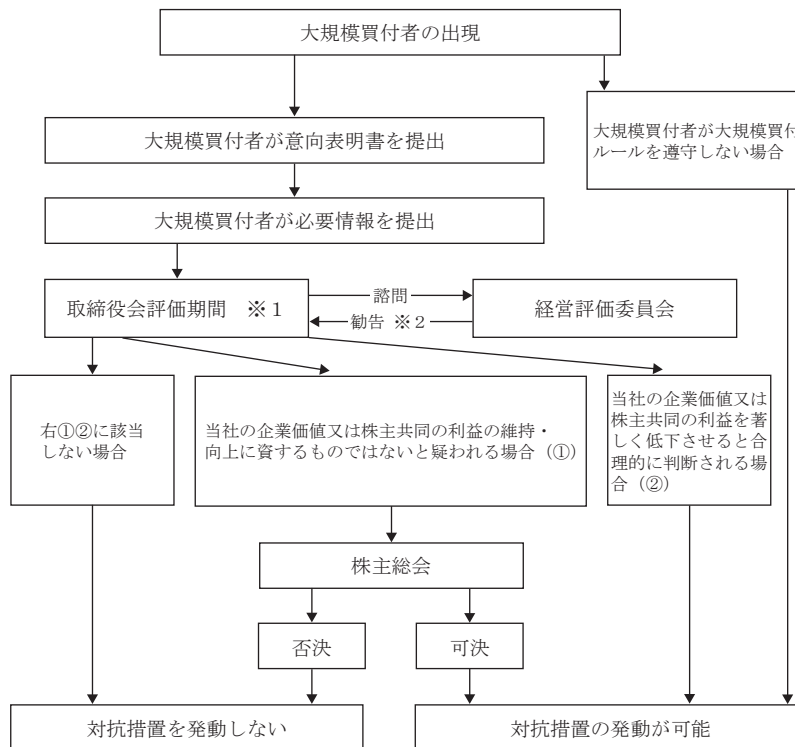 大規模買付者の出現
大規模買付者が大規模買付
ルールを遵守しない場合
大規模買付者が意向表明書を提出
大規模買付者が必要情報を提出
取締役会評価期間 ※1
諮問
勧告 ※2
経営評価委員会
右①②に該当
しない場合
当社の企業価値又は株主共同の利益の維持・
向上に資するものではないと疑われる場合(①)
当社の企業価値又は
株主共同の利益を著
しく低下させると合
理的に判断される場
合(②)
株主総会
否決
可決
対抗措置を発動しない
対抗措置の発動が可能